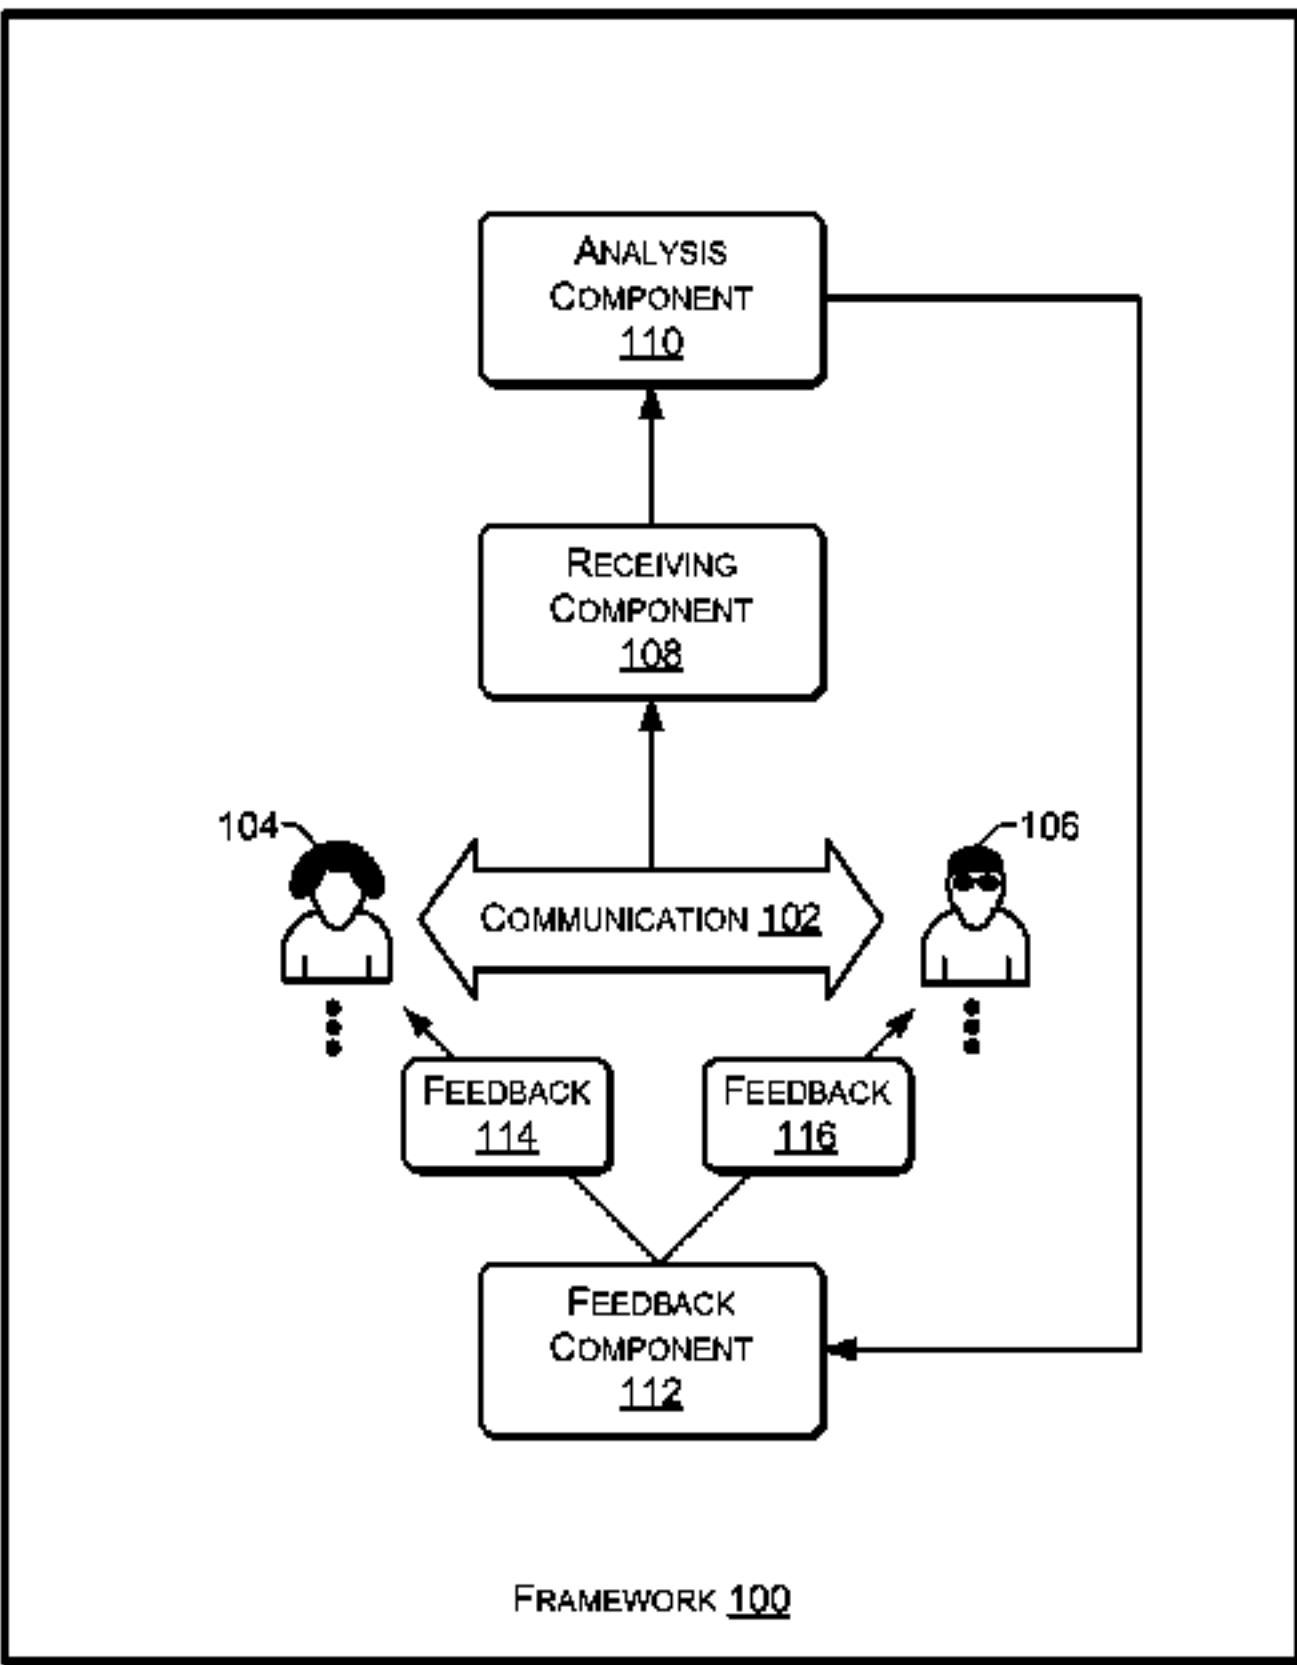 ANALYSIS
COMPONENT
110
RECEIVING
COMPONENT
108
104
106
COMMUNICATION 102
FEEDBACK
114
FEEDBACK
116
FEEDBACK
COMPONENT
112
FRAMEWORK 100